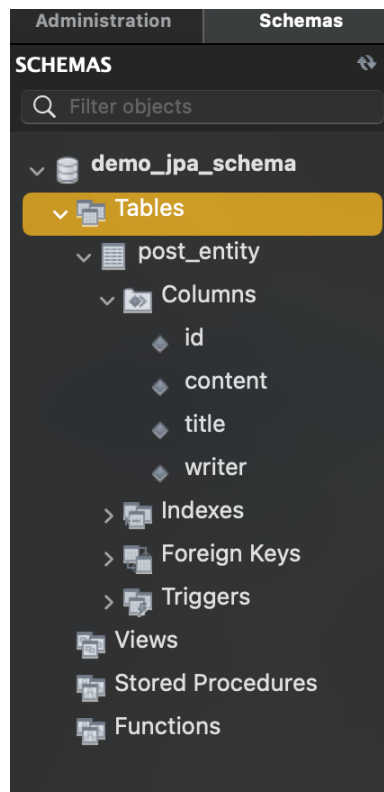 Administration Schemas
SCHEMAS
Filter objects
demo_jpa_schema
Tables
post_entity
Columns
id
content
title
writer
Indexes
Foreign Keys
Triggers
Views
Stored Procedures
Functions